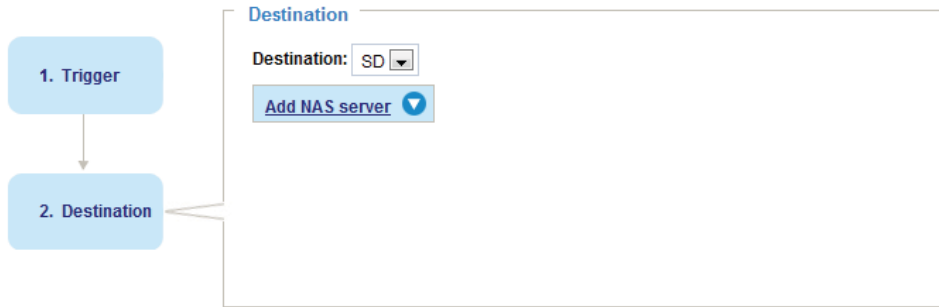 Destination
Destination: SD
Add NAS server
1. Trigger
2. Destination